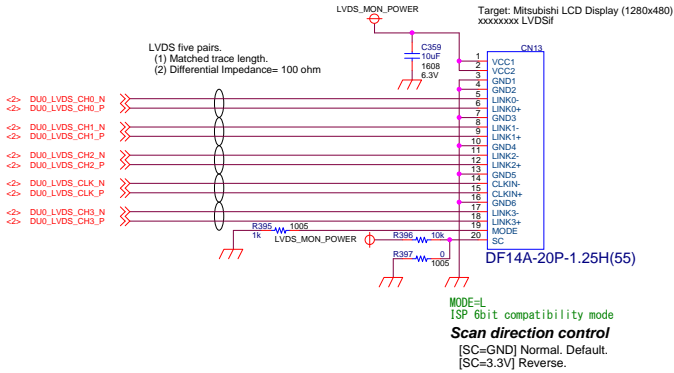 LVDS_MON_POWER
Target: Mitsubishi LCD Display (1280x480)
xxxxxxxx LVDSif
LVDS five pairs.
(1) Matched trace length.
(2) Differential Impedance= 100 ohm
C359
10uF
1608
6.3V
CN13
1 VCC1
2 VCC2
3 GND1
4 GND2
<2> DU0_LVDS_CH0_N 5 LINK0-
<2> DU0_LVDS_CH0_P 6 LINK0+
7 GND3
<2> DU0_LVDS_CH1_N 8 LINK1-
<2> DU0_LVDS_CH1_P 9 LINK1+
10 GND4
<2> DU0_LVDS_CH2_N 11 LINK2-
<2> DU0_LVDS_CH2_P 12 LINK2+
13 GND5
<2> DU0_LVDS_CLK_N 14 CLKIN-
<2> DU0_LVDS_CLK_P 15 CLKIN+
16 GND6
<2> DU0_LVDS_CH3_N 17 LINK3-
<2> DU0_LVDS_CH3_P 18 LINK3+
R395 1005 19 MODE
1k LVDS_MON_POWER R396 10k 20 SC
R397 0
1005
DF14A-20P-1.25H(55)
MODE=L
ISP 6bit compatibility mode
Scan direction control
[SC=GND] Normal. Default.
[SC=3.3V] Reverse.